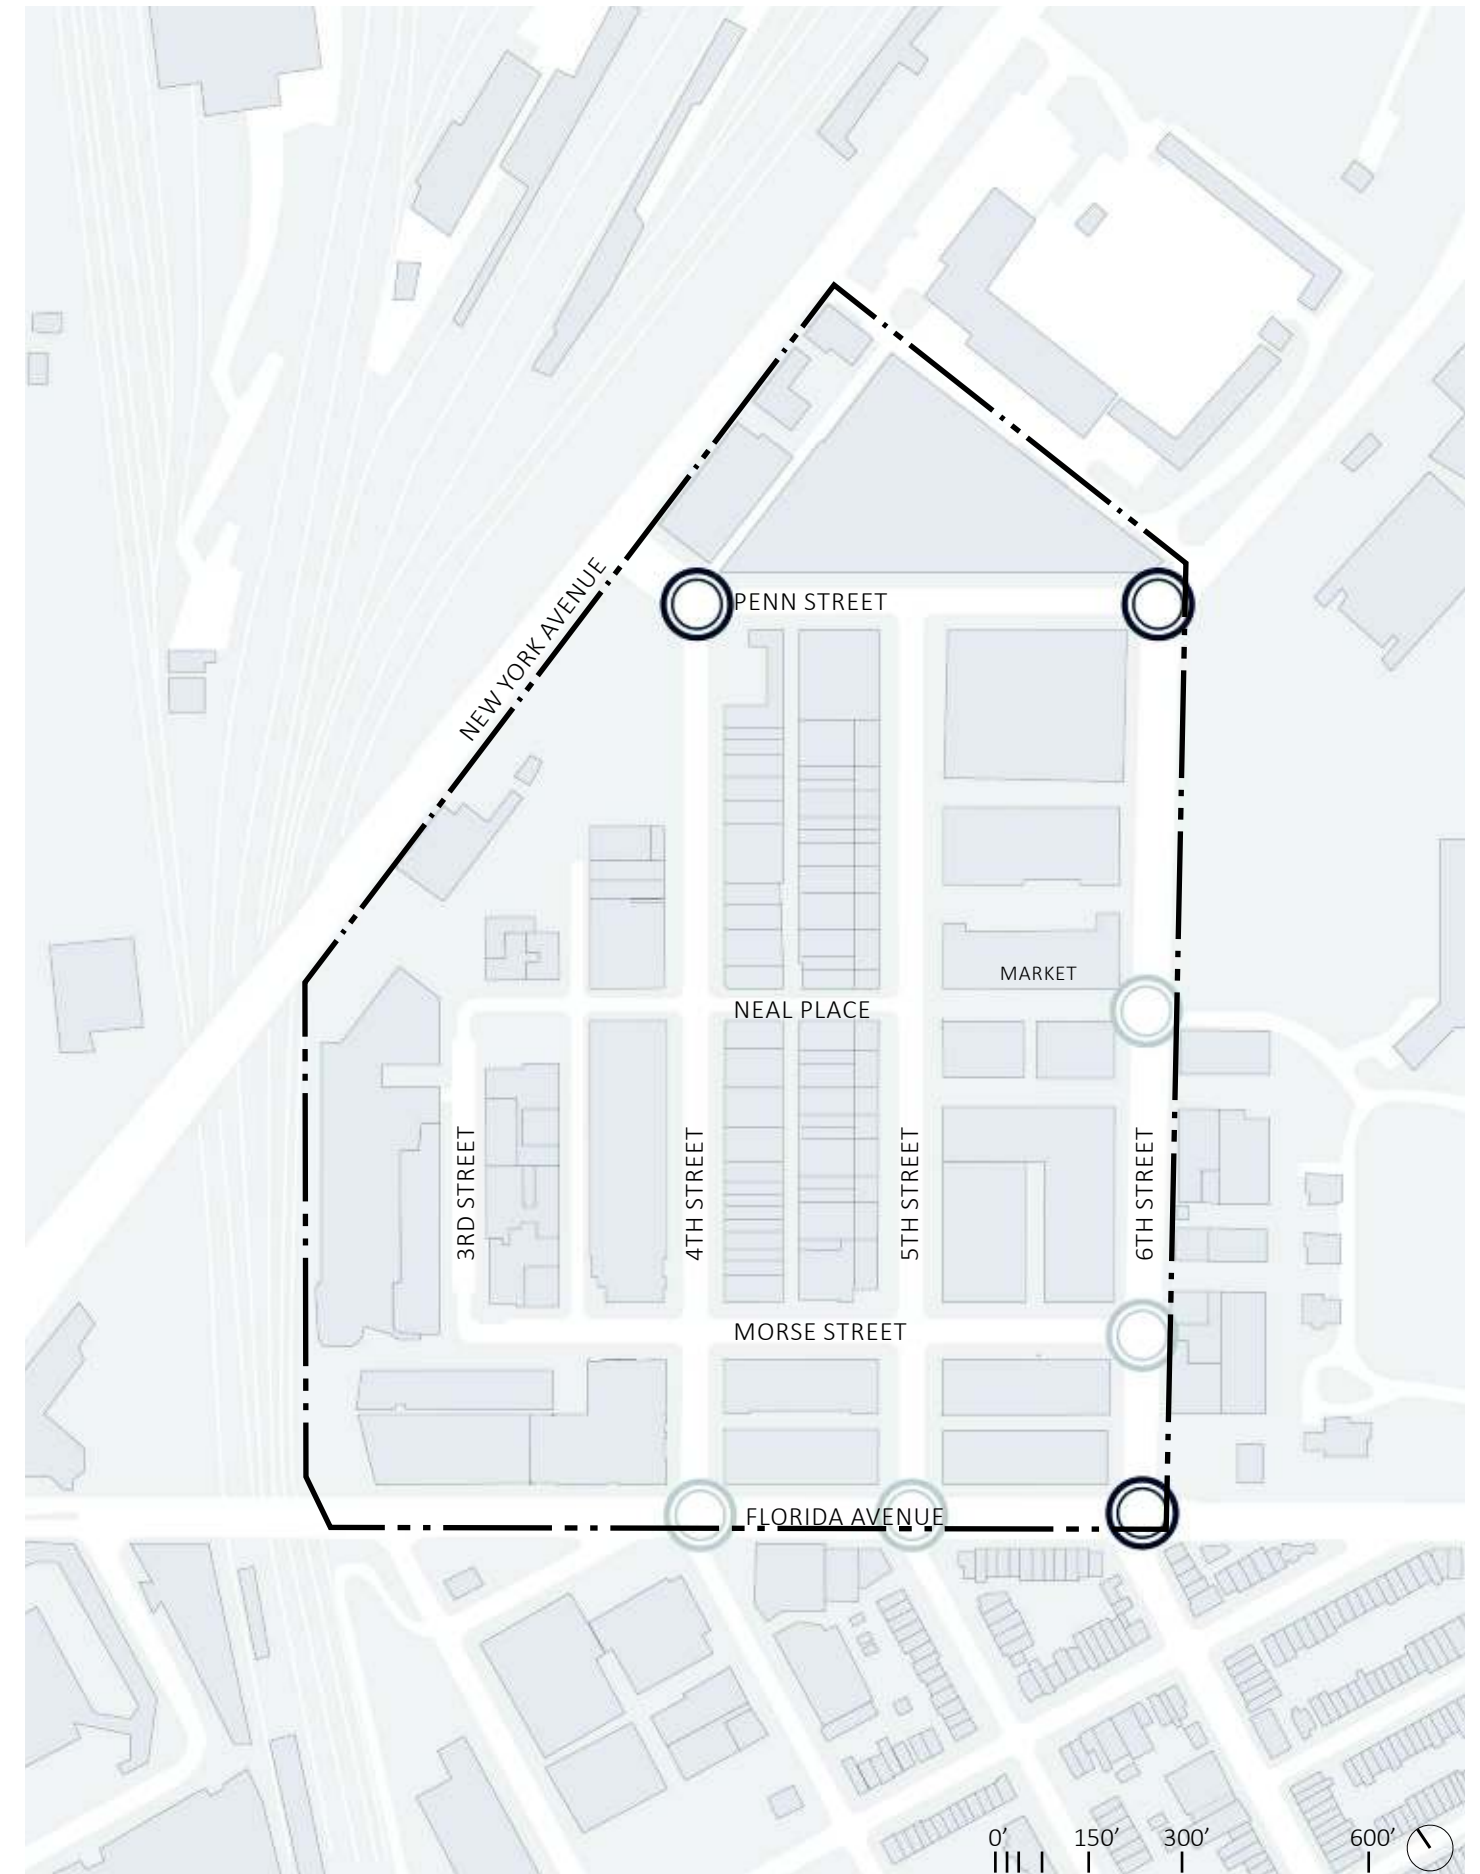 PENN STREET
NEW YORK AVENUE
MARKET
NEAL PLACE
3RD STREET
4TH STREET
5TH STREET
6TH STREET
MORSE STREET
FLORIDA AVENUE
0' 150' 300' 600'